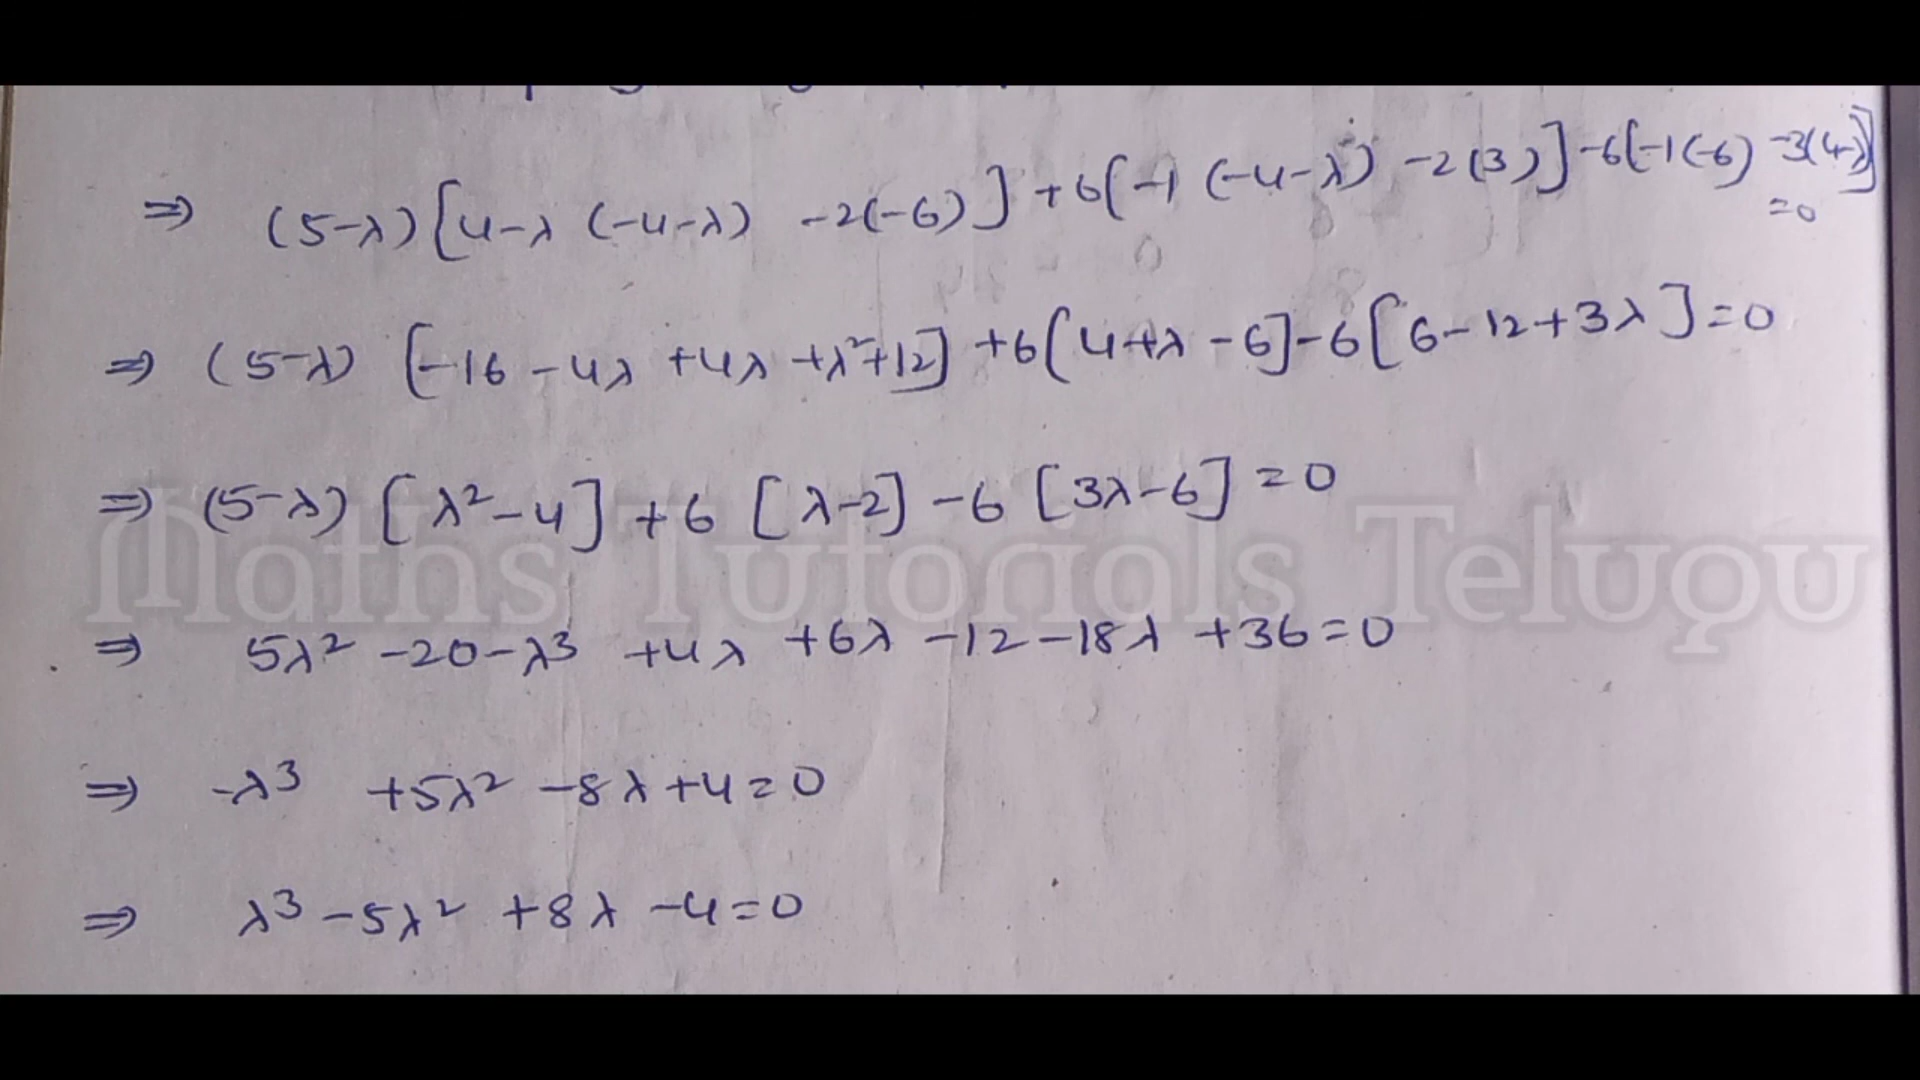 ⇒ (5-λ)[4-λ (-4-λ) -2(-6)] +6[-1 (-4-λ) -2(3)] -6[-1(-6) -3(4-λ)]
=0
⇒ (5-λ) [-16 -4λ +4λ +λ²+12] +6[4+λ -6] -6[6-12+3λ]=0
⇒ (5-λ) [λ²-4] +6 [λ-2] -6 [3λ-6] =0
Maths Tutorials Telugu
⇒ 5λ² -20-λ³ +4λ +6λ -12 -18λ +36=0
⇒ -λ³ +5λ² -8λ+4=0
⇒ λ³ -5λ² +8λ -4=0